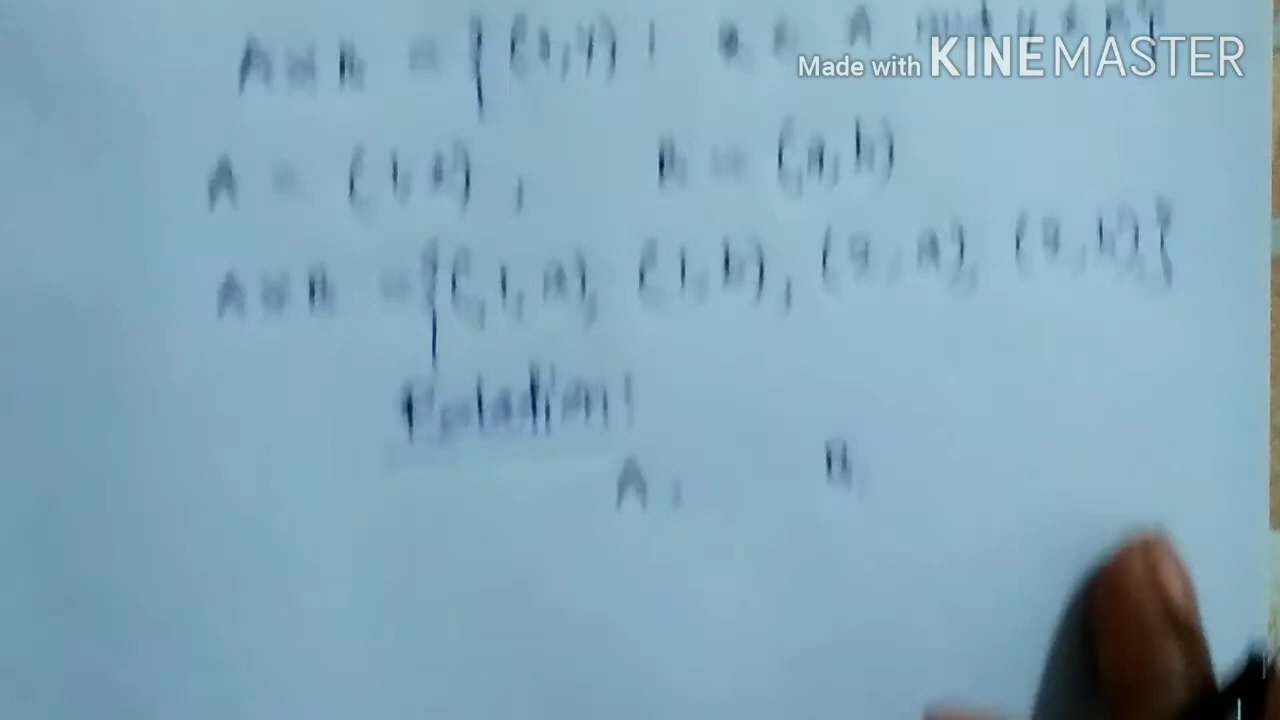 Made with KINEMASTER
A × B = {(x,y) : x ∈ A and y ∈ B}
A = (1,2), B = (a,b)
A × B = {(1,a), (1,b), (2,a), (2,b)}
Relation:
A, B,